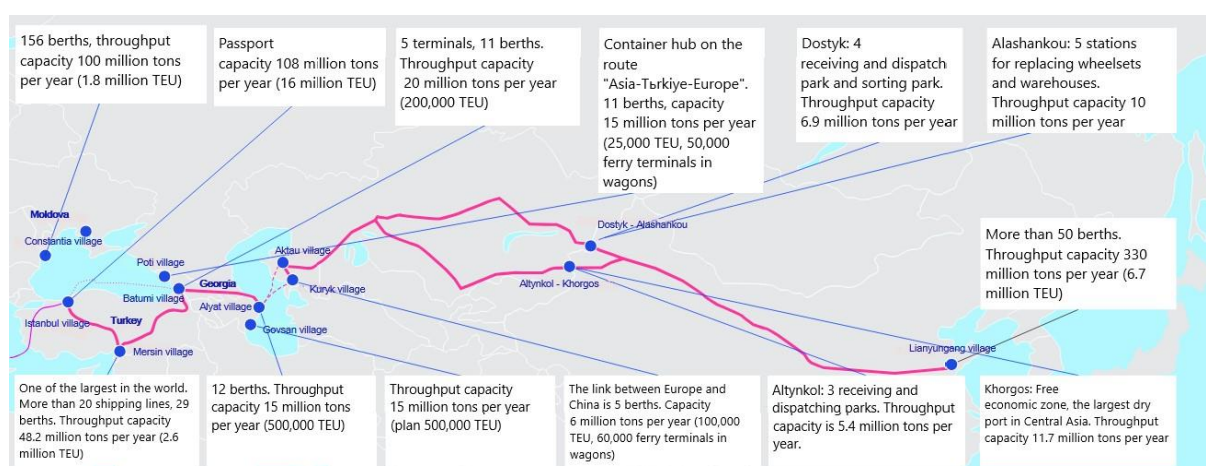 156 berths, throughput
capacity 100 million tons
per year (1.8 million TEU)
Passport
capacity 108 million tons
per year (16 million TEU)
5 terminals, 11 berths.
Throughput capacity
20 million tons per year
(200,000 TEU)
Container hub on the
route
"Asia-Tьrkiye-Europe".
11 berths, capacity
15 million tons per year
(25,000 TEU, 50,000
ferry terminals in
wagons)
Dostyk: 4
receiving and dispatch
park and sorting park.
Throughput capacity
6.9 million tons per year
Alashankou: 5 stations
for replacing wheelsets
and warehouses.
Throughput capacity 10
million tons per year
Moldova
Constantia village
Poti village
Batumi village
Georgia
Istanbul village
Turkey
Mersin village
Aktau village
Kuryk village
Alyat village
Govsan village
Dostyk - Alashankou
Altynkol - Khorgos
Lianyungang village
More than 50 berths.
Throughput capacity 330
million tons per year (6.7
million TEU)
One of the largest in the world.
More than 20 shipping lines, 29
berths. Throughput capacity
48.2 million tons per year (2.6
million TEU)
12 berths. Throughput
capacity 15 million tons
per year (500,000 TEU)
Throughput capacity
15 million tons per year
(plan 500,000 TEU)
The link between Europe and
China is 5 berths. Capacity
6 million tons per year (100,000
TEU, 60,000 ferry terminals in
wagons)
Altynkol: 3 receiving and
dispatching parks. Throughput
capacity is 5.4 million tons per
year.
Khorgos: Free
economic zone, the largest dry
port in Central Asia. Throughput
capacity 11.7 million tons per year